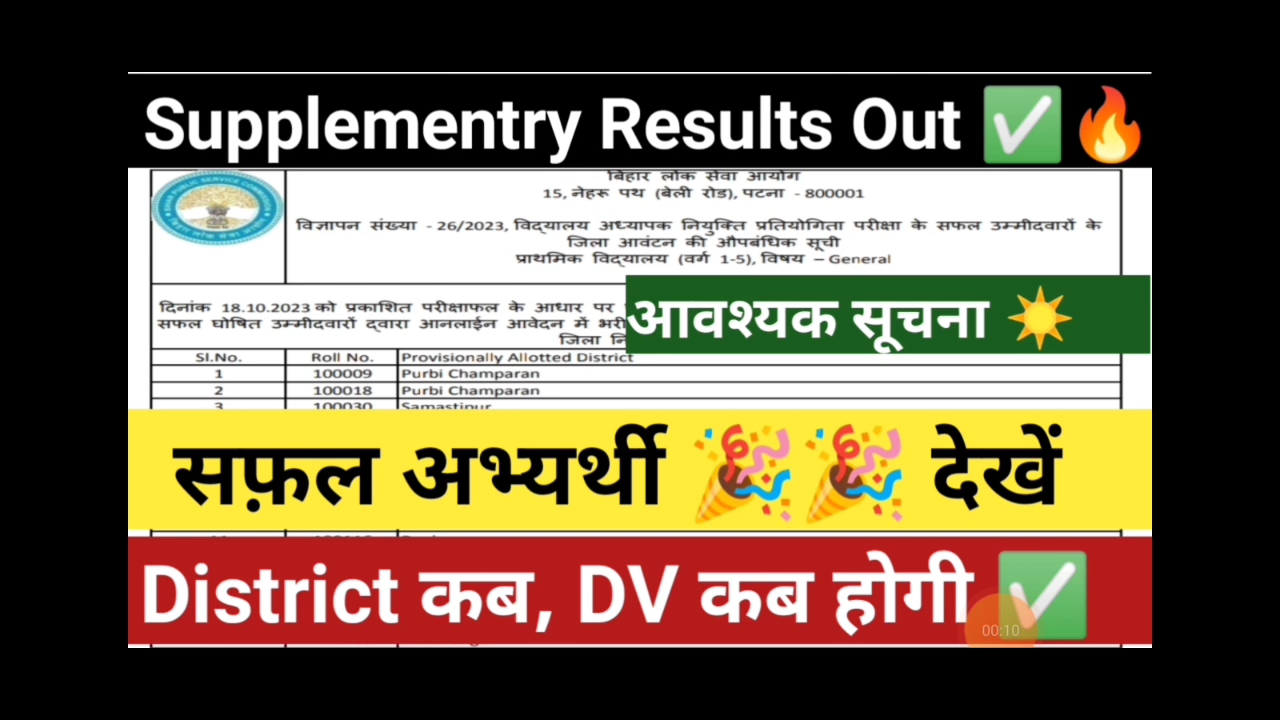 Supplementry Results Out ✅🔥
बिहार लोक सेवा आयोग
15, नेहरू पथ (बेली रोड), पटना - 800001
विज्ञापन संख्या - 26/2023, विद्यालय अध्यापक नियुक्ति प्रतियोगिता परीक्षा के सफल उम्मीदवारों के
जिला आवंटन की औपबंधिक सूची
प्राथमिक विद्यालय (वर्ग 1-5), विषय – General
दिनांक 18.10.2023 को प्रकाशित परीक्षाफल के आधार पर
सफल घोषित उम्मीदवारों द्वारा आनलाईन आवेदन में भरी
जिला नि
आवश्यक सूचना ☀️
Sl.No. Roll No. Provisionally Allotted District
1 100009 Purbi Champaran
2 100018 Purbi Champaran
3 100030 Samastipur
सफ़ल अभ्यर्थी 🎉🎉 देखें
District कब, DV कब होगी ✅
00:10